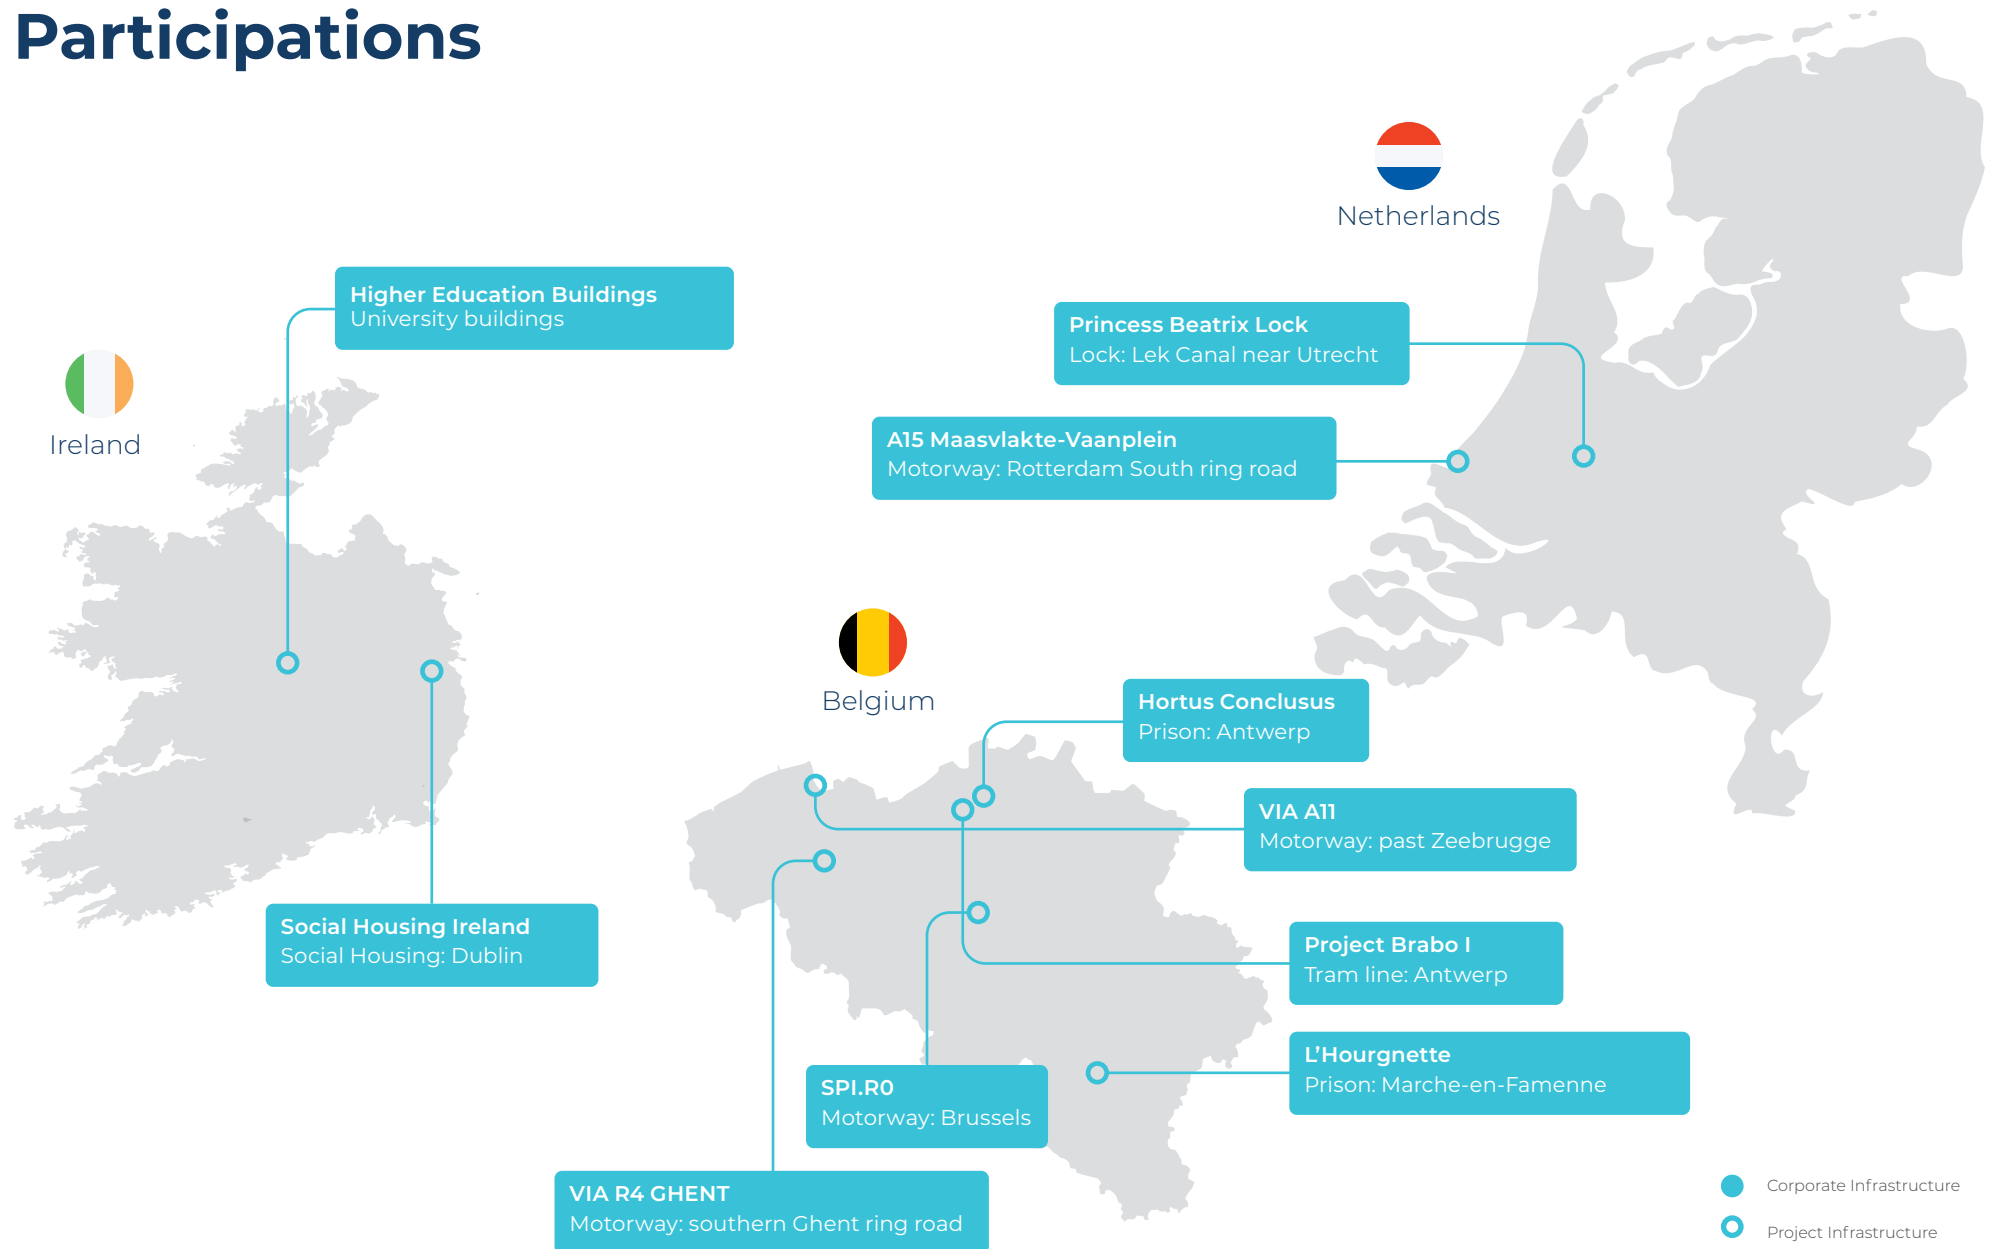 Participations
Netherlands
Higher Education Buildings
University buildings
Princess Beatrix Lock
Lock: Lek Canal near Utrecht
Ireland
A15 Maasvlakte-Vaanplein
Motorway: Rotterdam South ring road
Belgium
Hortus Conclusus
Prison: Antwerp
VIA A11
Motorway: past Zeebrugge
Social Housing Ireland
Social Housing: Dublin
Project Brabo I
Tram line: Antwerp
L’Hourgnette
Prison: Marche-en-Famenne
SPI.R0
Motorway: Brussels
VIA R4 GHENT
Motorway: southern Ghent ring road
Corporate Infrastructure
Project Infrastructure